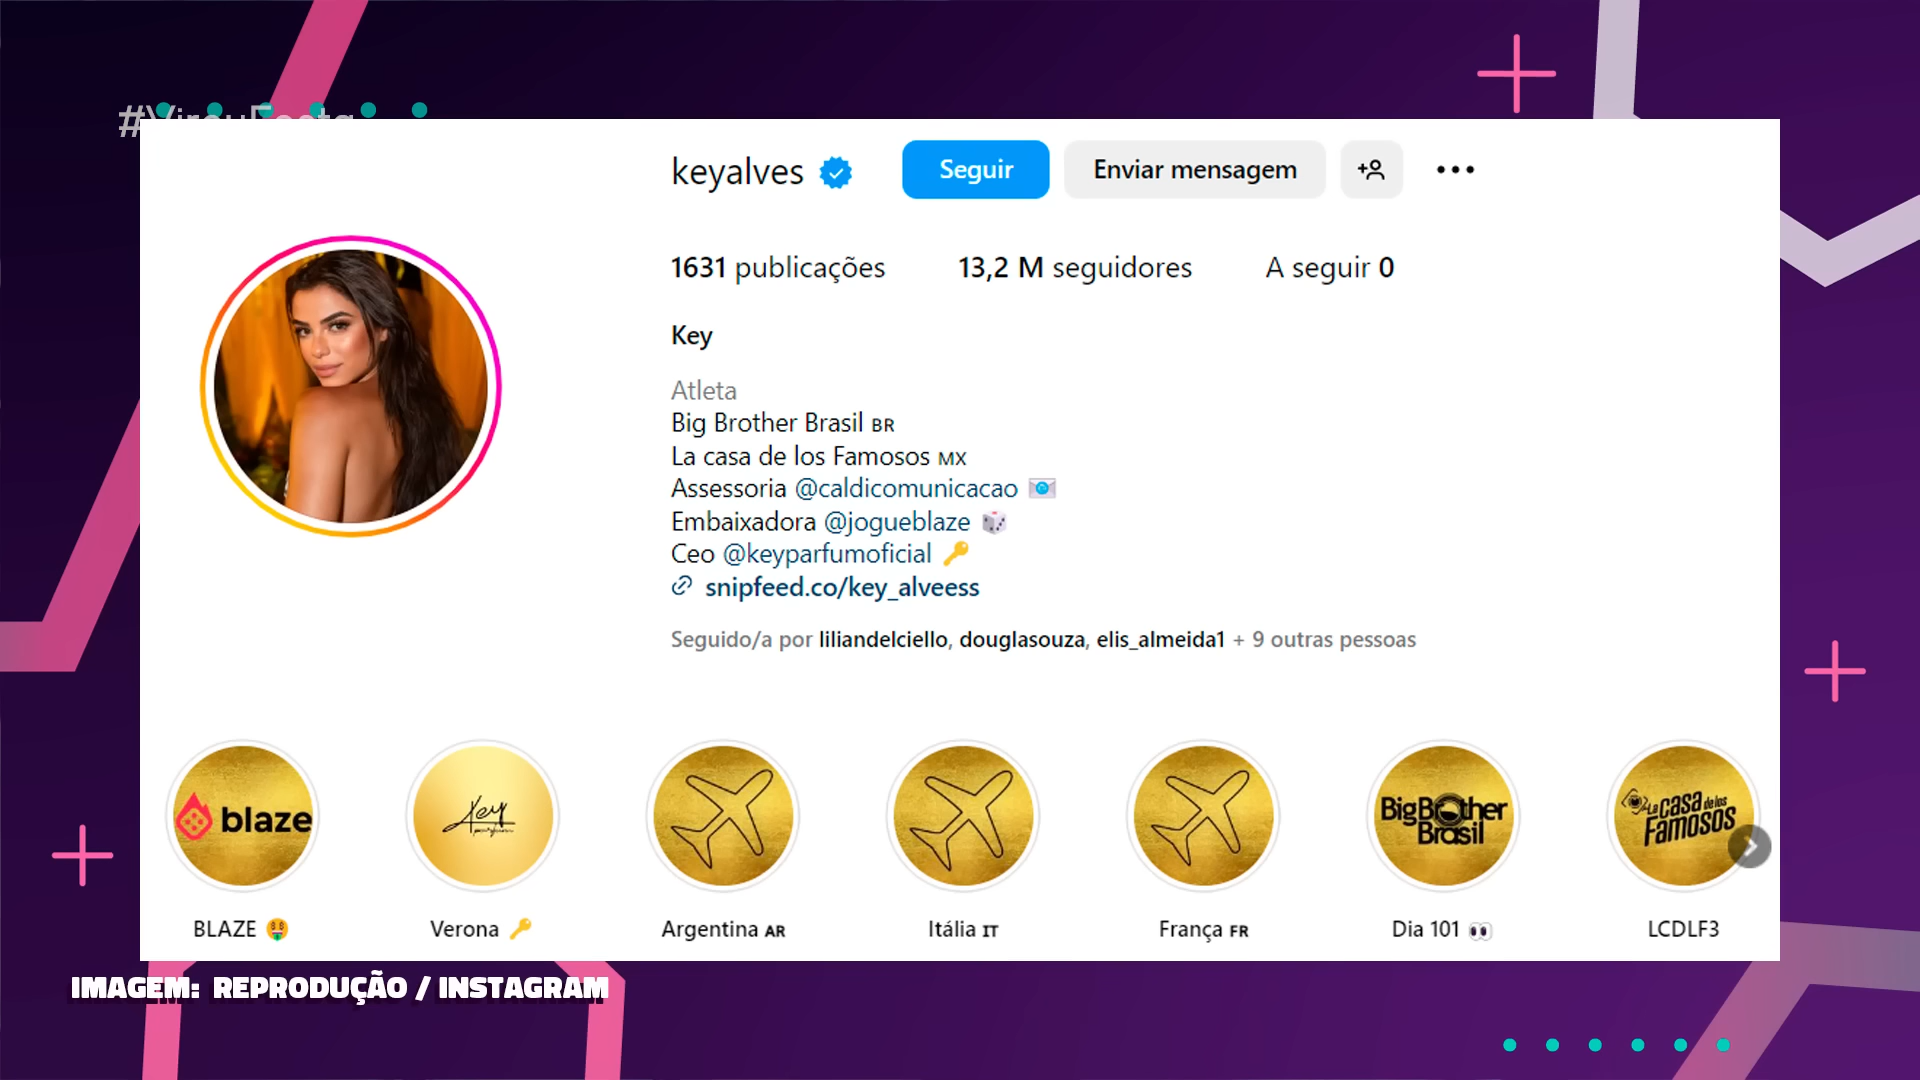 keyalves
Seguir
Enviar mensagem
1631 publicações
13,2 M seguidores
A seguir 0
Key
Atleta
Big Brother Brasil BR
La casa de los Famosos MX
Assessoria @caldicomunicacao 📧
Embaixadora @jogueblaze 🎲
Ceo @keyparfumoficial 🔑
snipfeed.co/key_alveess
Seguido/a por liliandelciello, douglasouza, elis_almeida1 + 9 outras pessoas
blaze
Key
Big Brother
Brasil
La casa de los
Famosos
BLAZE 🤑
Verona 🔑
Argentina AR
Itália IT
França FR
Dia 101 👀
LCDLF3
IMAGEM: REPRODUÇÃO / INSTAGRAM